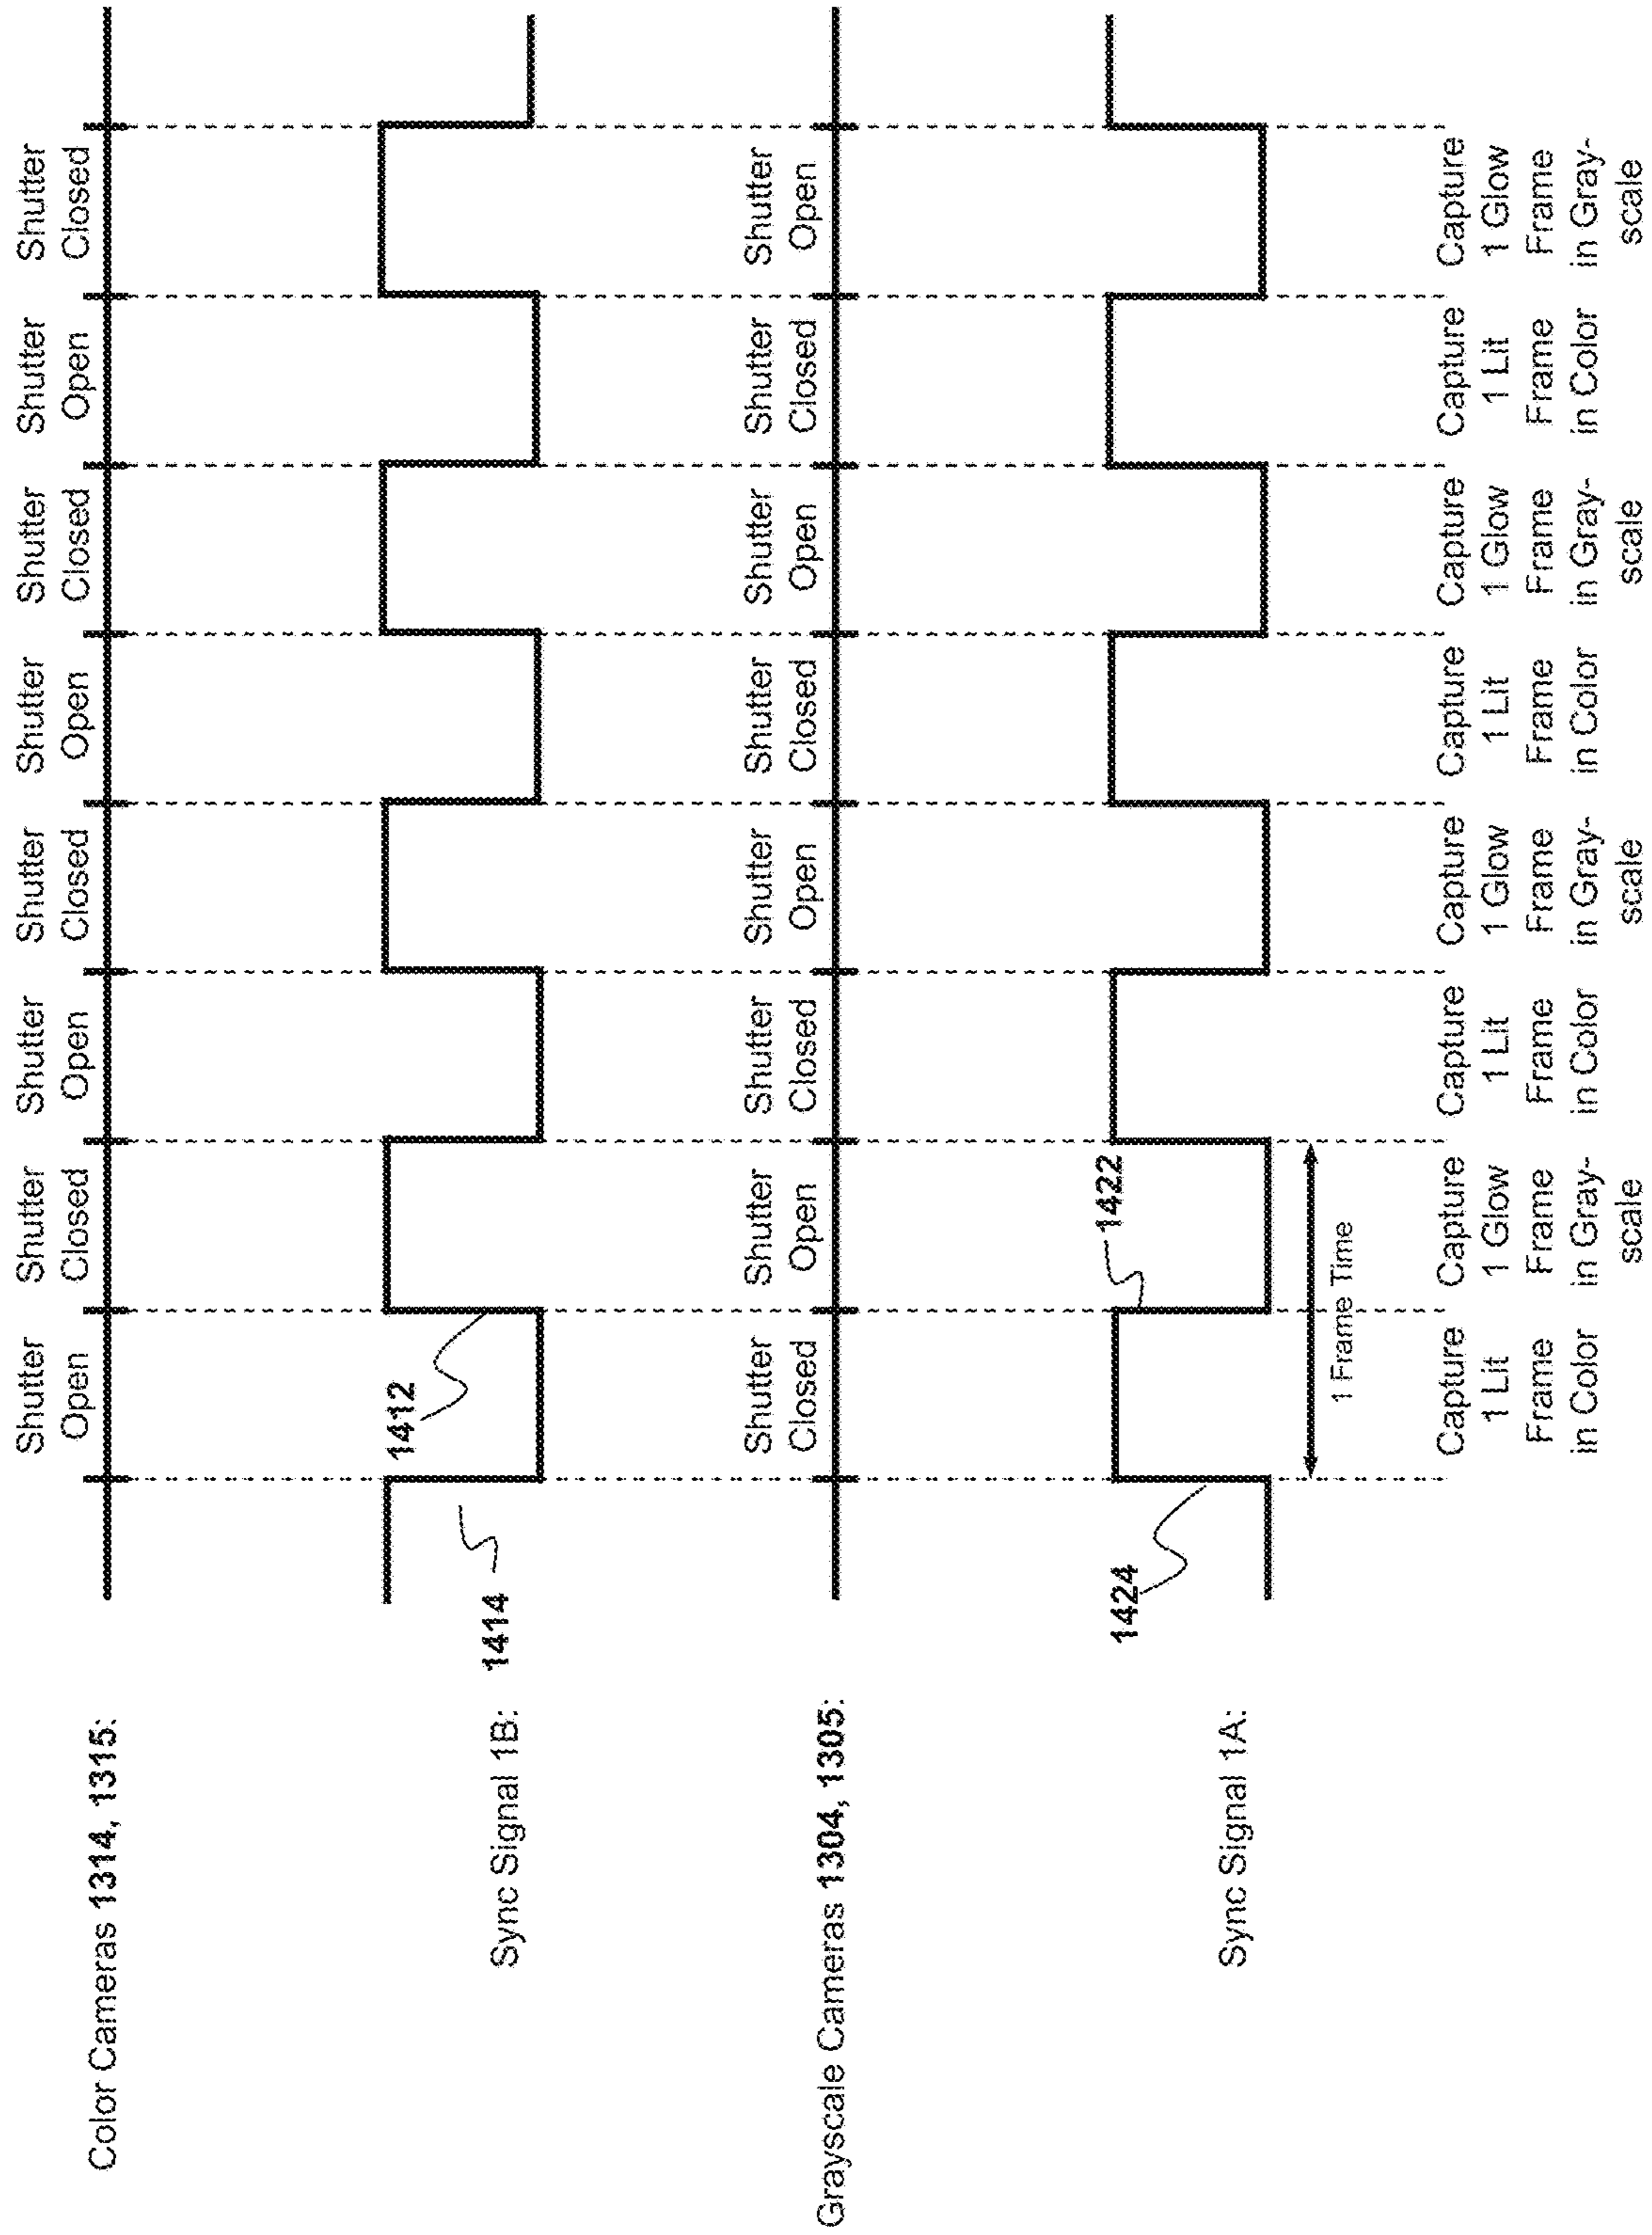 Shutter Shutter Shutter Shutter Shutter Shutter Shutter Shutter
Open Closed Open Closed Open Closed Open Closed
Color Cameras 1314, 1315:
1412
1414
Sync Signal 1B:
Shutter Shutter Shutter Shutter Shutter Shutter Shutter Shutter
Closed Open Closed Open Closed Open Closed Open
Grayscale Cameras 1304, 1305:
1422
1424
Sync Signal 1A:
1 Frame Time
Capture Capture Capture Capture Capture Capture Capture Capture
1 Lit 1 Glow 1 Lit 1 Glow 1 Lit 1 Glow 1 Lit 1 Glow
Frame Frame Frame Frame Frame Frame Frame Frame
in Color in Gray- in Color in Gray- in Color in Gray- in Color in Gray-
scale scale scale scale